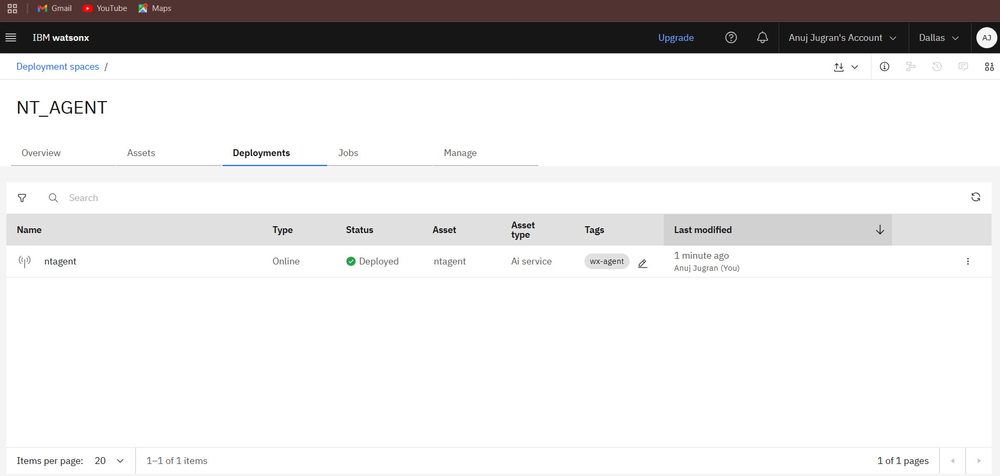 Gmail YouTube Maps
IBM watsonx Upgrade Anuj Jugran's Account Dallas AJ
Deployment spaces /
NT_AGENT
Overview Assets Deployments Jobs Manage
Search
Name Type Status Asset Asset type Tags Last modified
ntagent Online Deployed ntagent Ai service wx-agent 1 minute ago
Anuj Jugran (You)
Items per page: 20 1–1 of 1 items 1 of 1 pages